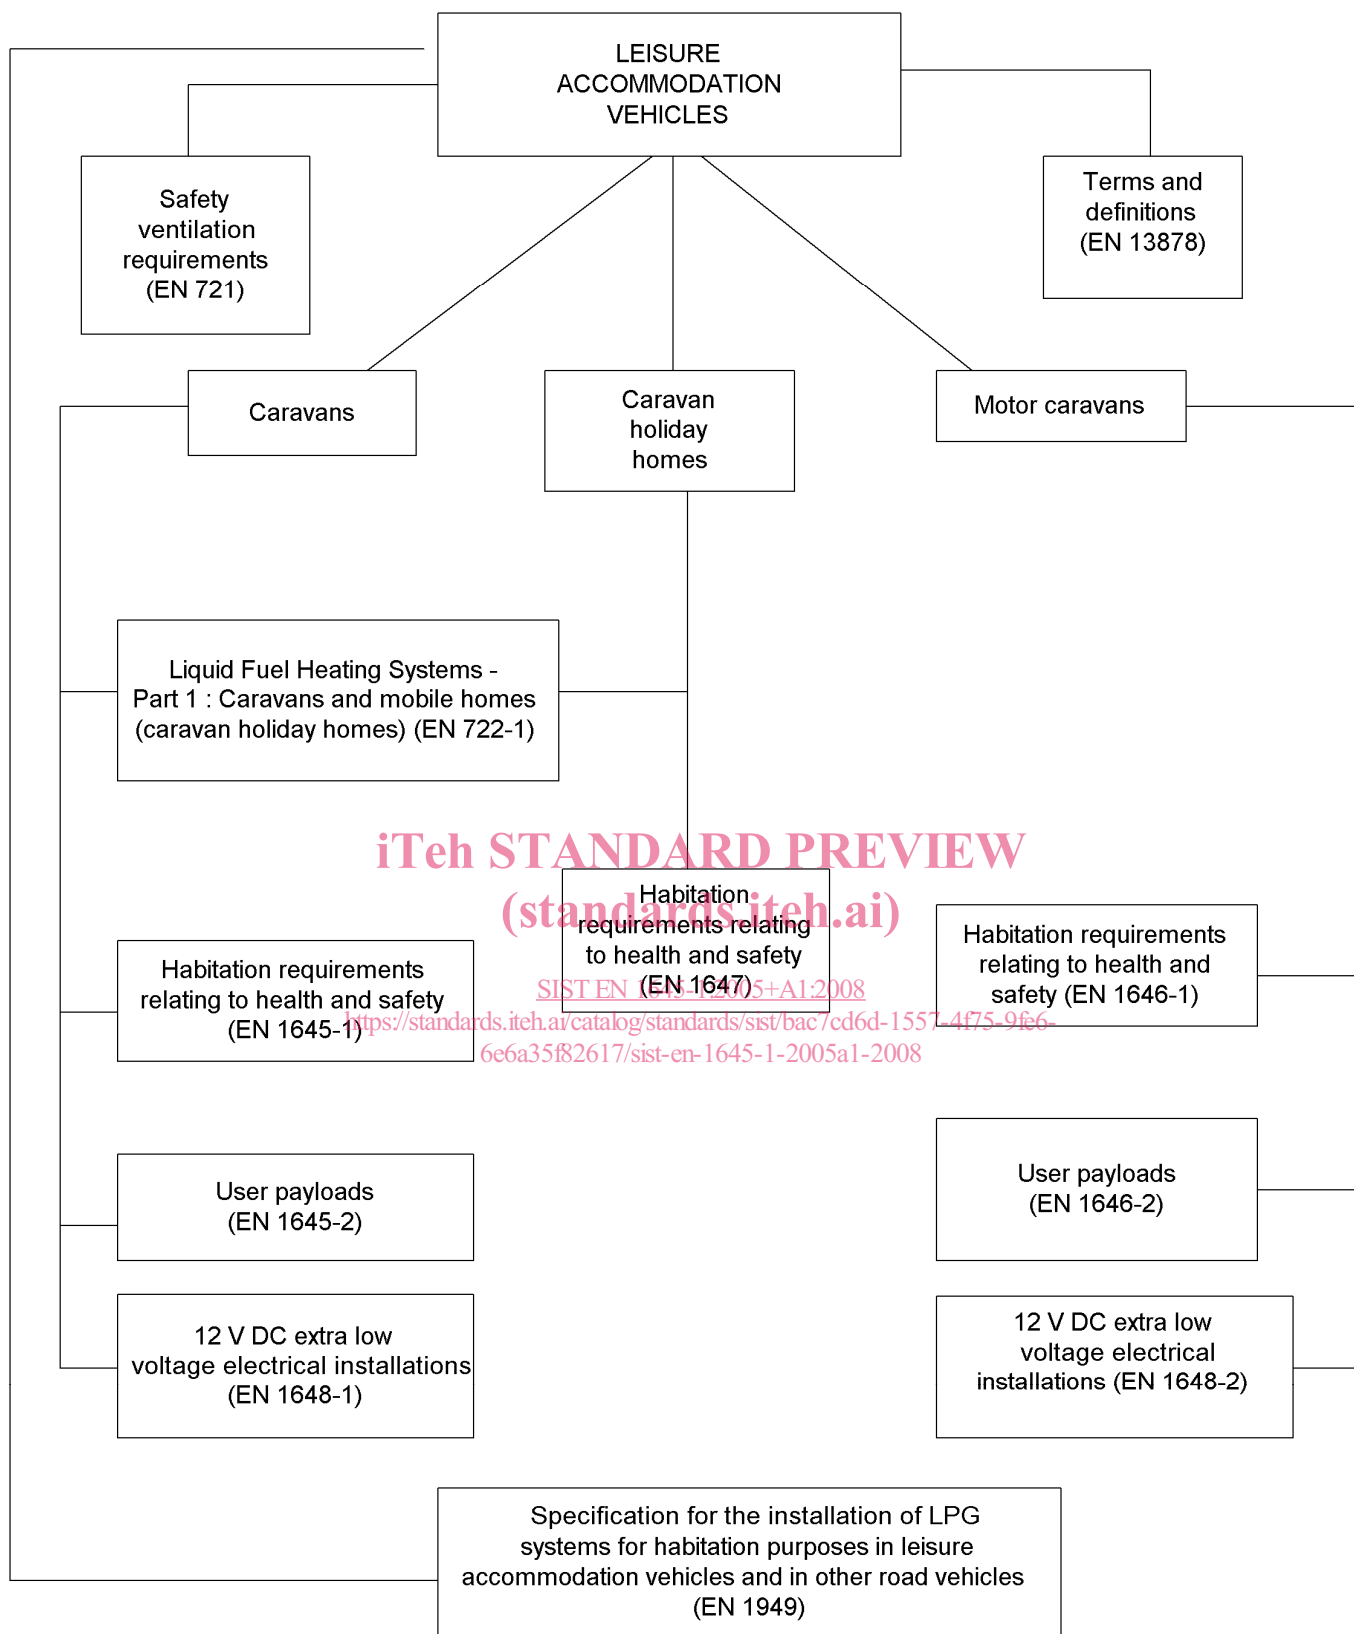 LEISURE
ACCOMMODATION
VEHICLES
Safety
ventilation
requirements
(EN 721)
Terms and
definitions
(EN 13878)
Caravans
Caravan
holiday
homes
Motor caravans
Liquid Fuel Heating Systems -
Part 1 : Caravans and mobile homes
(caravan holiday homes) (EN 722-1)
iTeh STANDARD PREVIEW
(standards.iteh.ai)
Habitation
requirements relating
to health and safety
(EN 1647)
Habitation requirements
relating to health and
safety (EN 1646-1)
Habitation requirements
relating to health and safety
(EN 1645-1)
SIST EN 1645-1:2005+A1:2008
https://standards.iteh.ai/catalog/standards/sist/bac7cd6d-1557-4f75-9fe6-
6e6a35f82617/sist-en-1645-1-2005a1-2008
User payloads
(EN 1645-2)
User payloads
(EN 1646-2)
12 V DC extra low
voltage electrical installations
(EN 1648-1)
12 V DC extra low
voltage electrical
installations (EN 1648-2)
Specification for the installation of LPG
systems for habitation purposes in leisure
accommodation vehicles and in other road vehicles
(EN 1949)